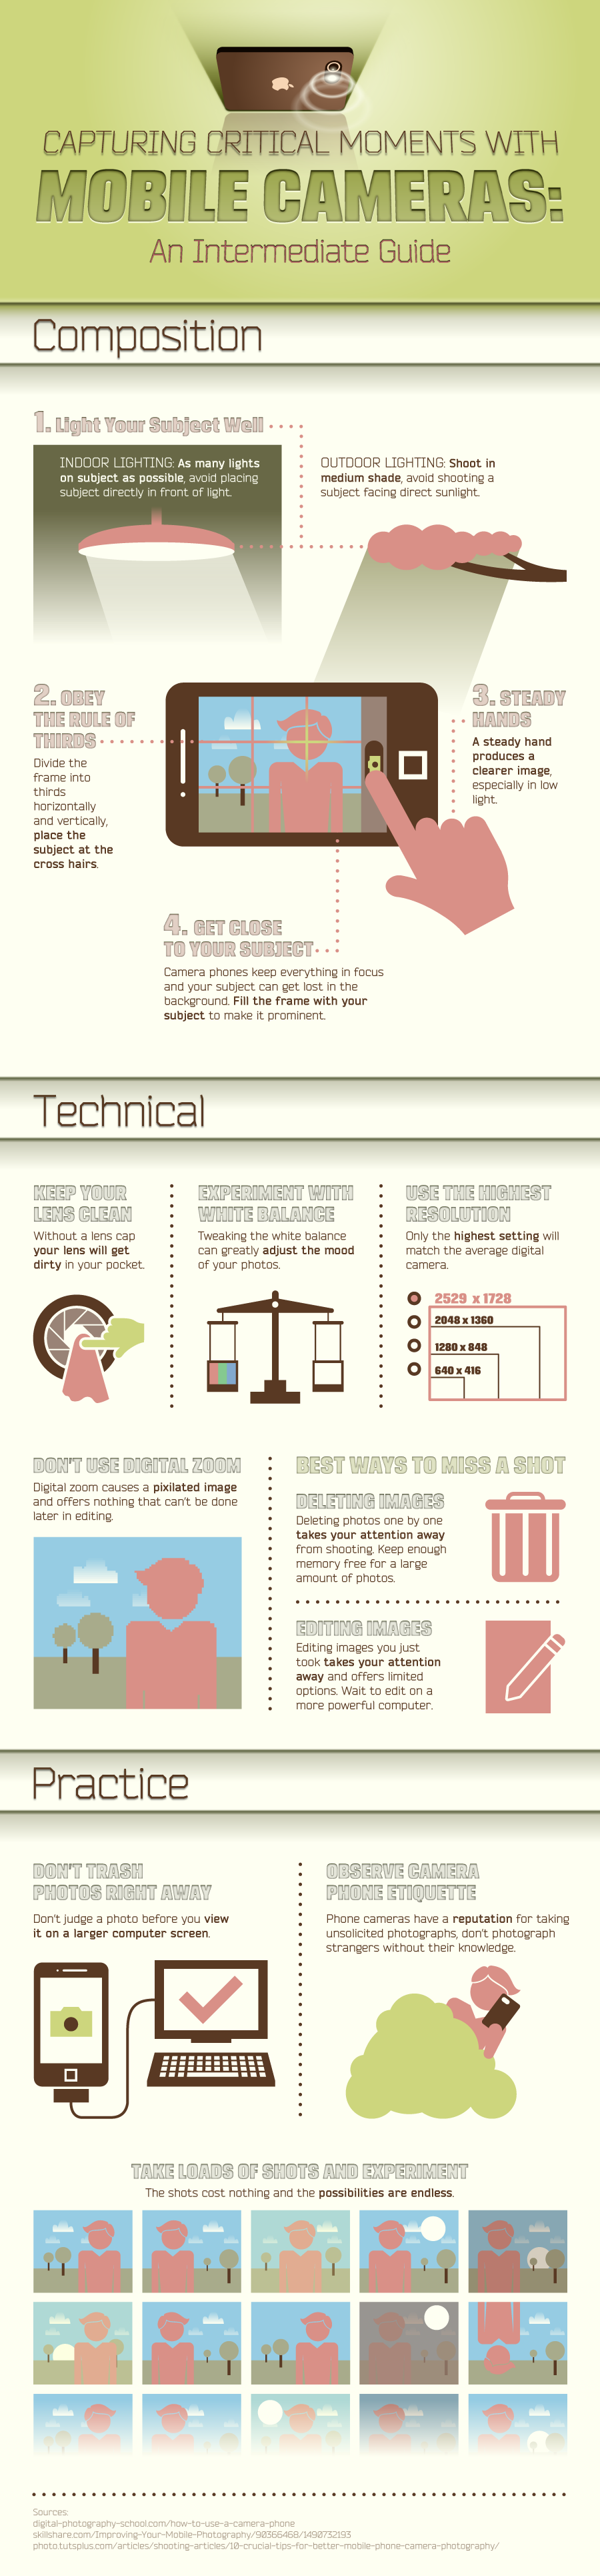 CAPTURING CRITICAL MOMENTS WITH
MOBILE CAMERAS:
An Intermediate Guide
Composition
1. Light Your Subject Well
INDOOR LIGHTING: As many lights
on subject as possible, avoid placing
subject directly in front of light.
OUTDOOR LIGHTING: Shoot in
medium shade, avoid shooting a
subject facing direct sunlight.
2. OBEY
THE RULE OF
THIRDS
Divide the
frame into
thirds
horizontally
and vertically,
place the
subject at the
cross hairs.
3. STEADY
HANDS
A steady hand
produces a
clearer image,
especially in low
light.
4. GET CLOSE
TO YOUR SUBJECT
Camera phones keep everything in focus
and your subject can get lost in the
background. Fill the frame with your
subject to make it prominent.
Technical
KEEP YOUR
LENS CLEAN
Without a lens cap
your lens will get
dirty in your pocket.
EXPERIMENT WITH
WHITE BALANCE
Tweaking the white balance
can greatly adjust the mood
of your photos.
USE THE HIGHEST
RESOLUTION
Only the highest setting will
match the average digital
camera.
2529 x 1728
2048 x 1360
1280 x 848
640 x 416
DON'T USE DIGITAL ZOOM
Digital zoom causes a pixilated image
and offers nothing that can't be done
later in editing.
BEST WAYS TO MISS A SHOT
DELETING IMAGES
Deleting photos one by one
takes your attention away
from shooting. Keep enough
memory free for a large
amount of photos.
EDITING IMAGES
Editing images you just
took takes your attention
away and offers limited
options. Wait to edit on a
more powerful computer.
Practice
DON'T TRASH
PHOTOS RIGHT AWAY
Don't judge a photo before you view
it on a larger computer screen.
OBSERVE CAMERA
PHONE ETIQUETTE
Phone cameras have a reputation for taking
unsolicited photographs, don't photograph
strangers without their knowledge.
TAKE LOADS OF SHOTS AND EXPERIMENT
The shots cost nothing and the possibilities are endless.
Sources:
digital-photography-school.com/how-to-use-a-camera-phone
skillshare.com/Improving-Your-Mobile-Photography/90366468/1490732193
photo.tutsplus.com/articles/shooting-articles/10-crucial-tips-for-better-mobile-phone-camera-photography/